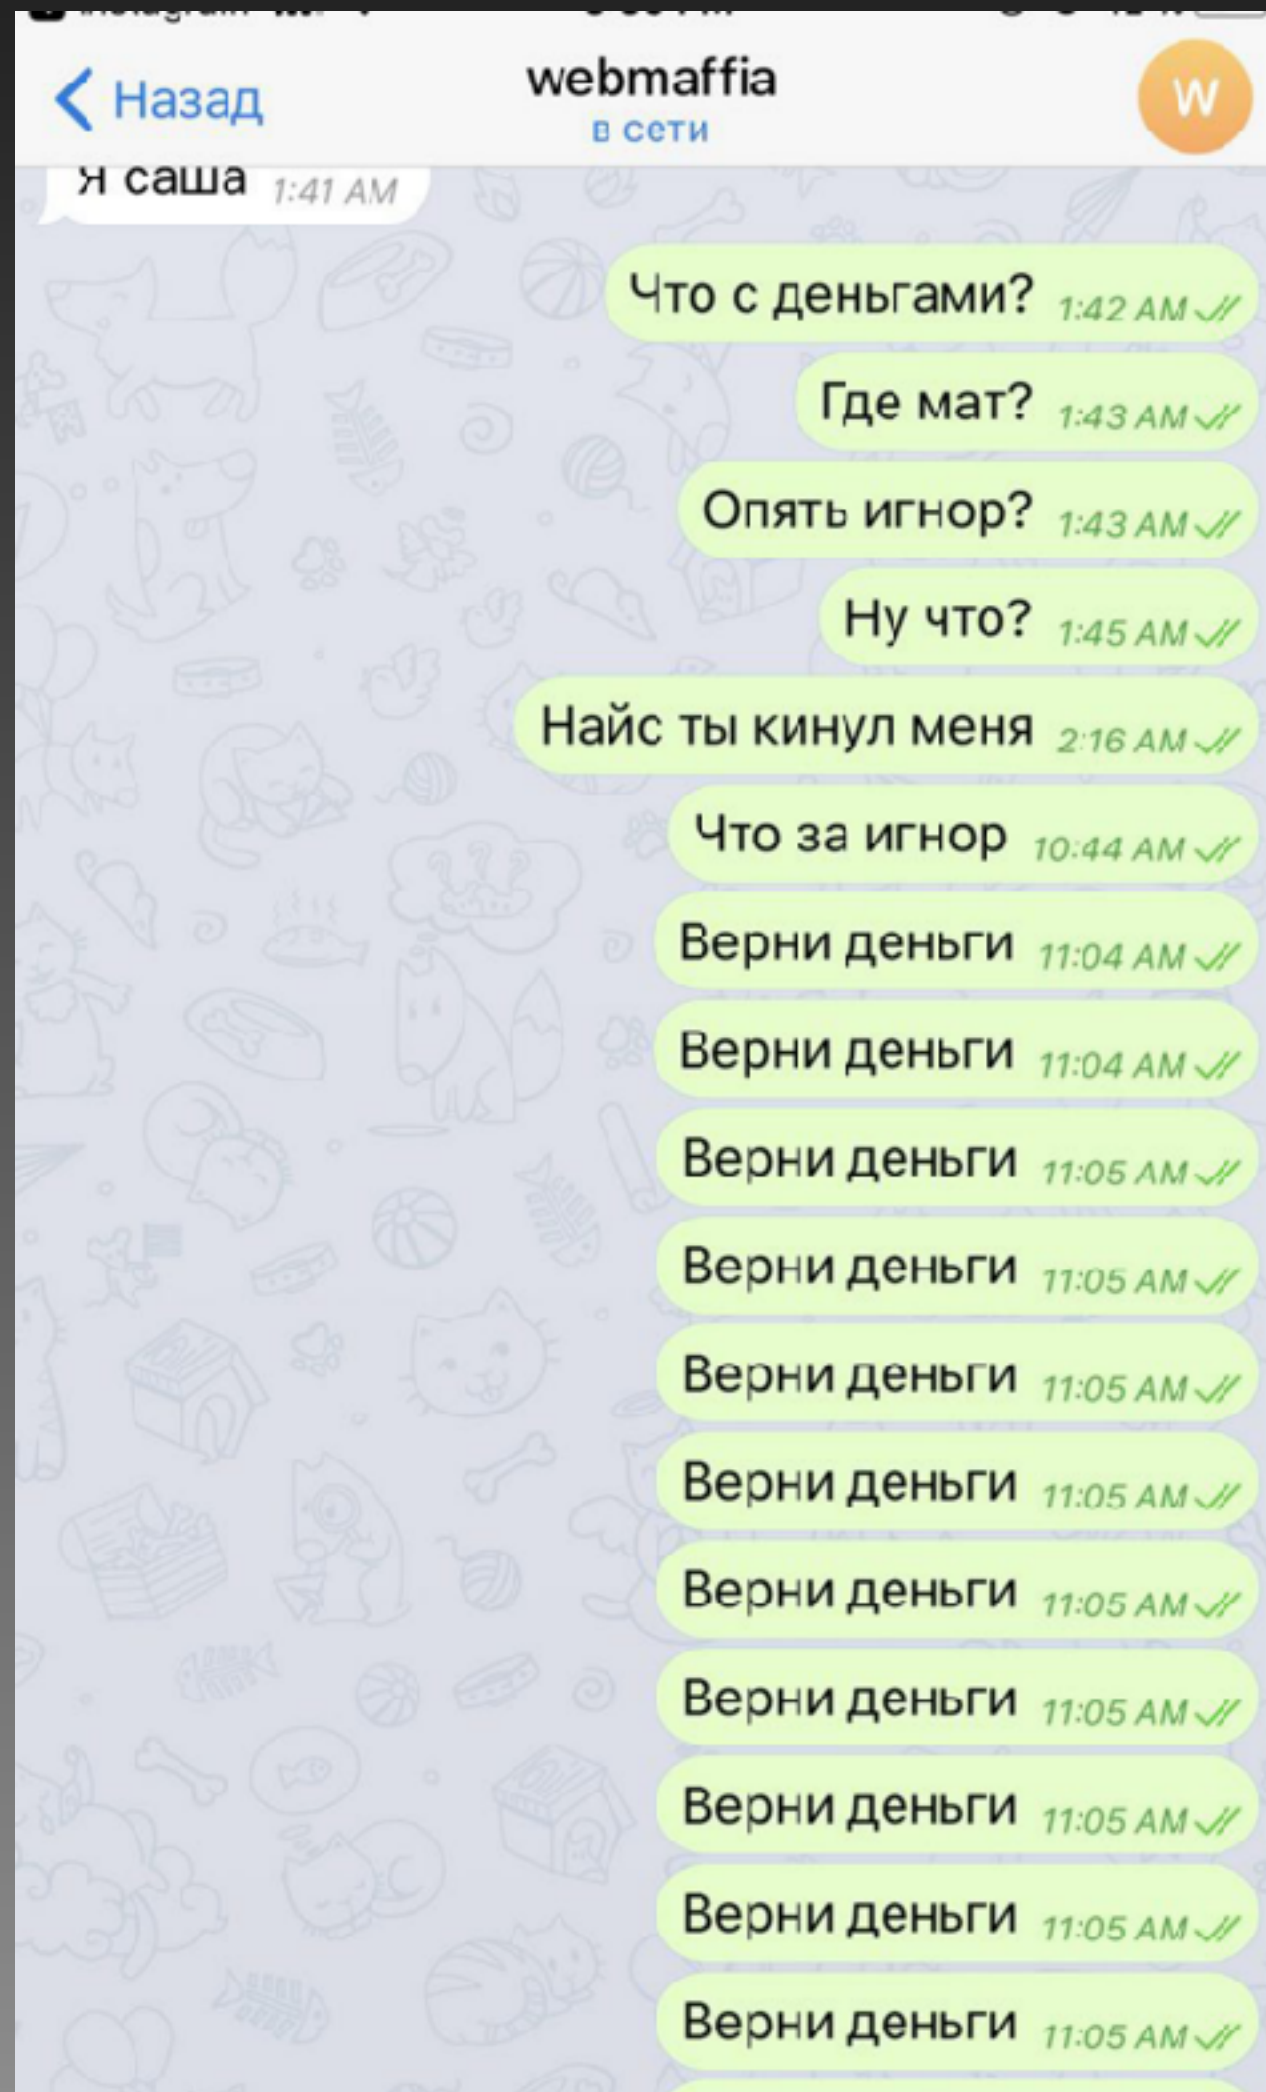 Назад
webmaffia
в сети
W
Я саша 1:41 AM
Что с деньгами? 1:42 AM
Где мат? 1:43 AM
Опять игнор? 1:43 AM
Ну что? 1:45 AM
Найс ты кинул меня 2:16 AM
Что за игнор 10:44 AM
Верни деньги 11:04 AM
Верни деньги 11:04 AM
Верни деньги 11:05 AM
Верни деньги 11:05 AM
Верни деньги 11:05 AM
Верни деньги 11:05 AM
Верни деньги 11:05 AM
Верни деньги 11:05 AM
Верни деньги 11:05 AM
Верни деньги 11:05 AM
Верни деньги 11:05 AM